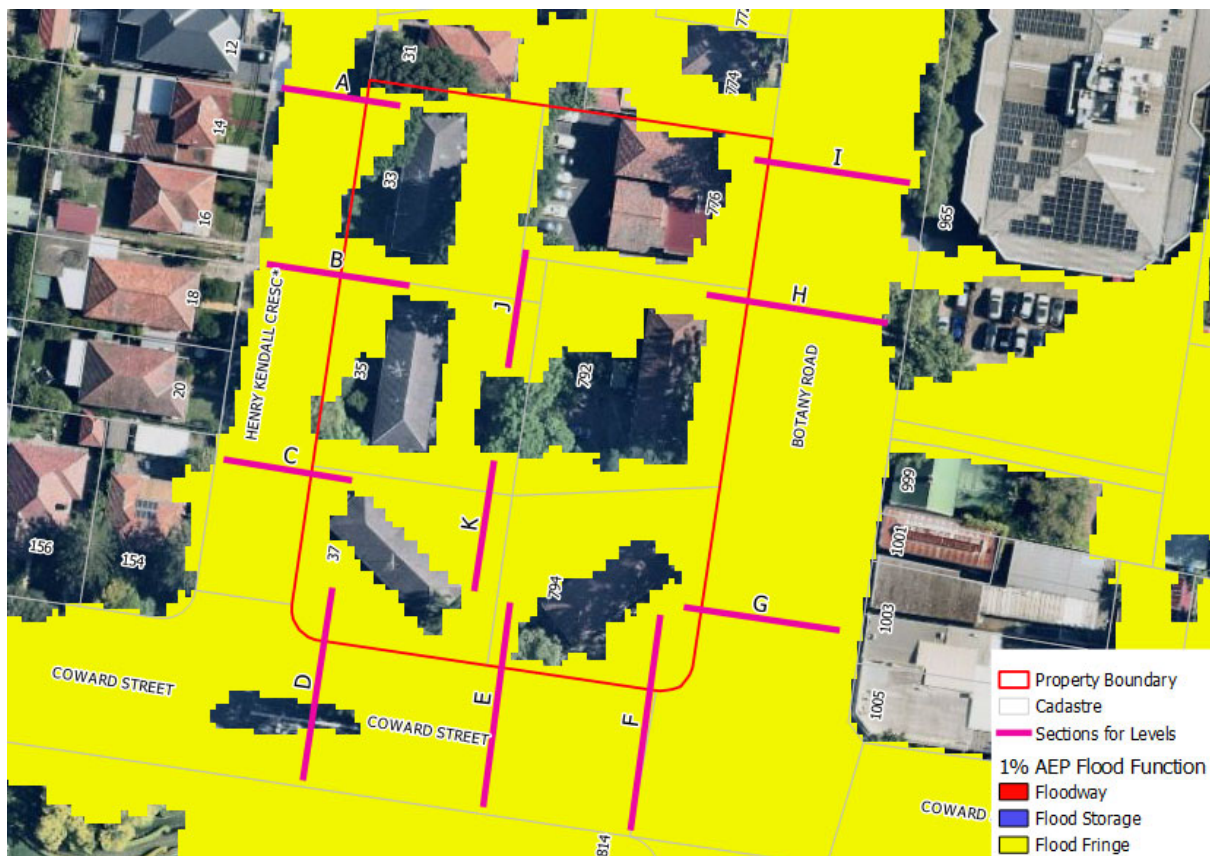 12
31
772
774
A
14
I
33
776
16
965
B
J
H
18
HENRY KENDALL CRESC*
35
792
BOTANY ROAD
20
C
K
999
156
154
37
1001
794
G
1003
COWARD STREET
D
E
F
COWARD STREET
1005
814
COWARD
Property Boundary
Cadastre
Sections for Levels
1% AEP Flood Function
Floodway
Flood Storage
Flood Fringe